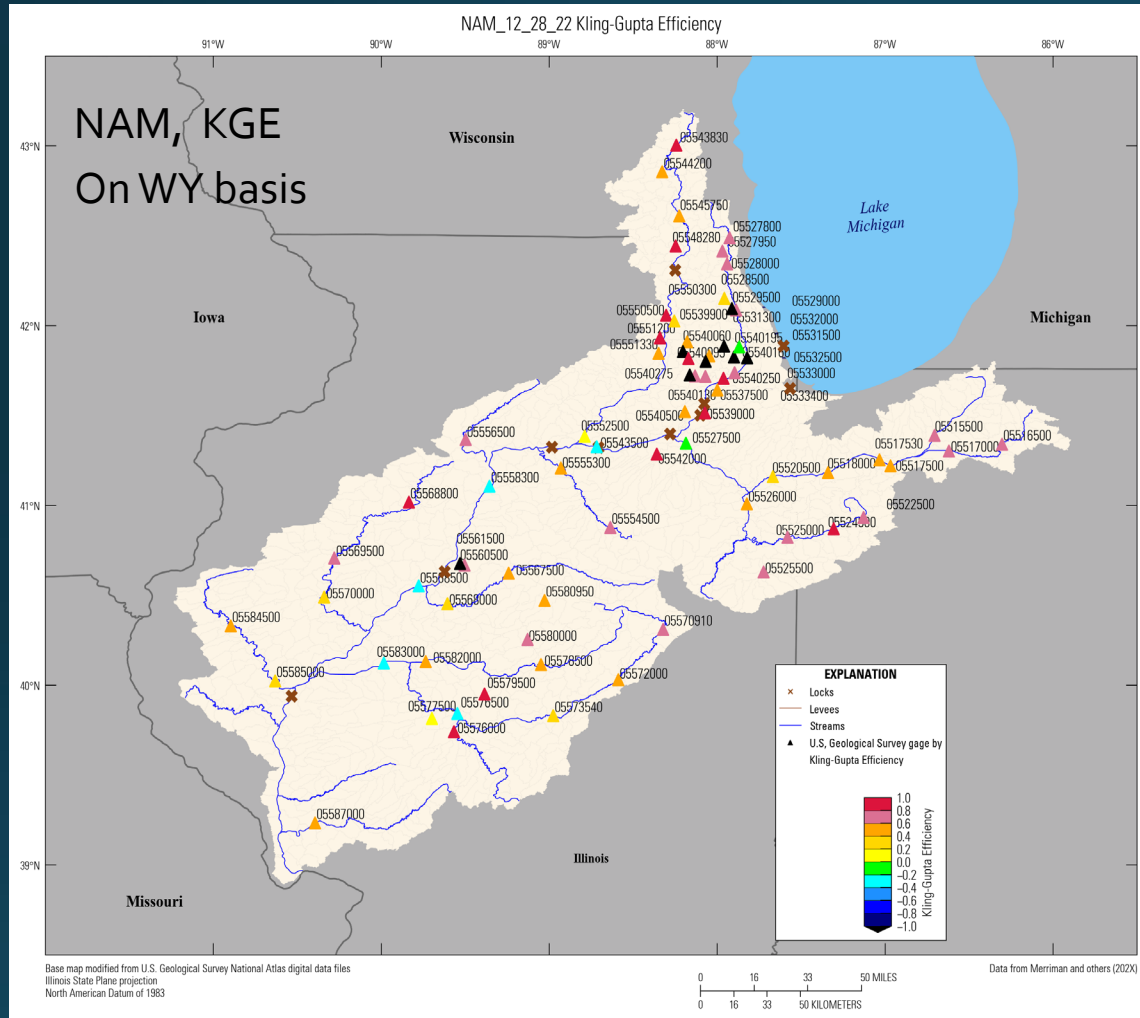 NAM_12_28_22 Kling-Gupta Efficiency
91°W 90°W 89°W 88°W 87°W 86°W
NAM, KGE
On WY basis
43°N
42°N
41°N
40°N
39°N
Wisconsin
Lake
Michigan
Iowa
Michigan
Illinois
Missouri
05543830
05544200
05545750
05527800
05527950
05548280
05528000
05528500
05550300
05529500
05529000
05550500
05539900
05531300
05532000
05551200
05540060
05540195
05531500
05551330
05540160
05532500
05540275
05540250
05533000
05537500
05533400
05540500
05539000
05552500
05543500
05527500
05542000
05556500
05555300
05558300
05568800
05554500
05515500
05517530
05517000
05516500
05520500
05518000
05517500
05526000
05522500
05525000
05525500
05561500
05560500
05569500
05567500
05568000
05570000
05580950
05570910
05584500
05580000
05583000
05582000
05578500
05585000
05572000
05579500
05577500
05576500
05573540
05576000
05587000
EXPLANATION
Locks
Levees
Streams
U.S, Geological Survey gage by
Kling-Gupta Efficiency
1.0
0.8
0.6
0.4
0.2
0.0
−0.2
−0.4
−0.6
−0.8
−1.0
Kling-Gupta Efficiency
Base map modified from U.S. Geological Survey National Atlas digital data files
Illinois State Plane projection
North American Datum of 1983
Data from Merriman and others (202X)
0 16 33 50 MILES
0 16 33 50 KILOMETERS